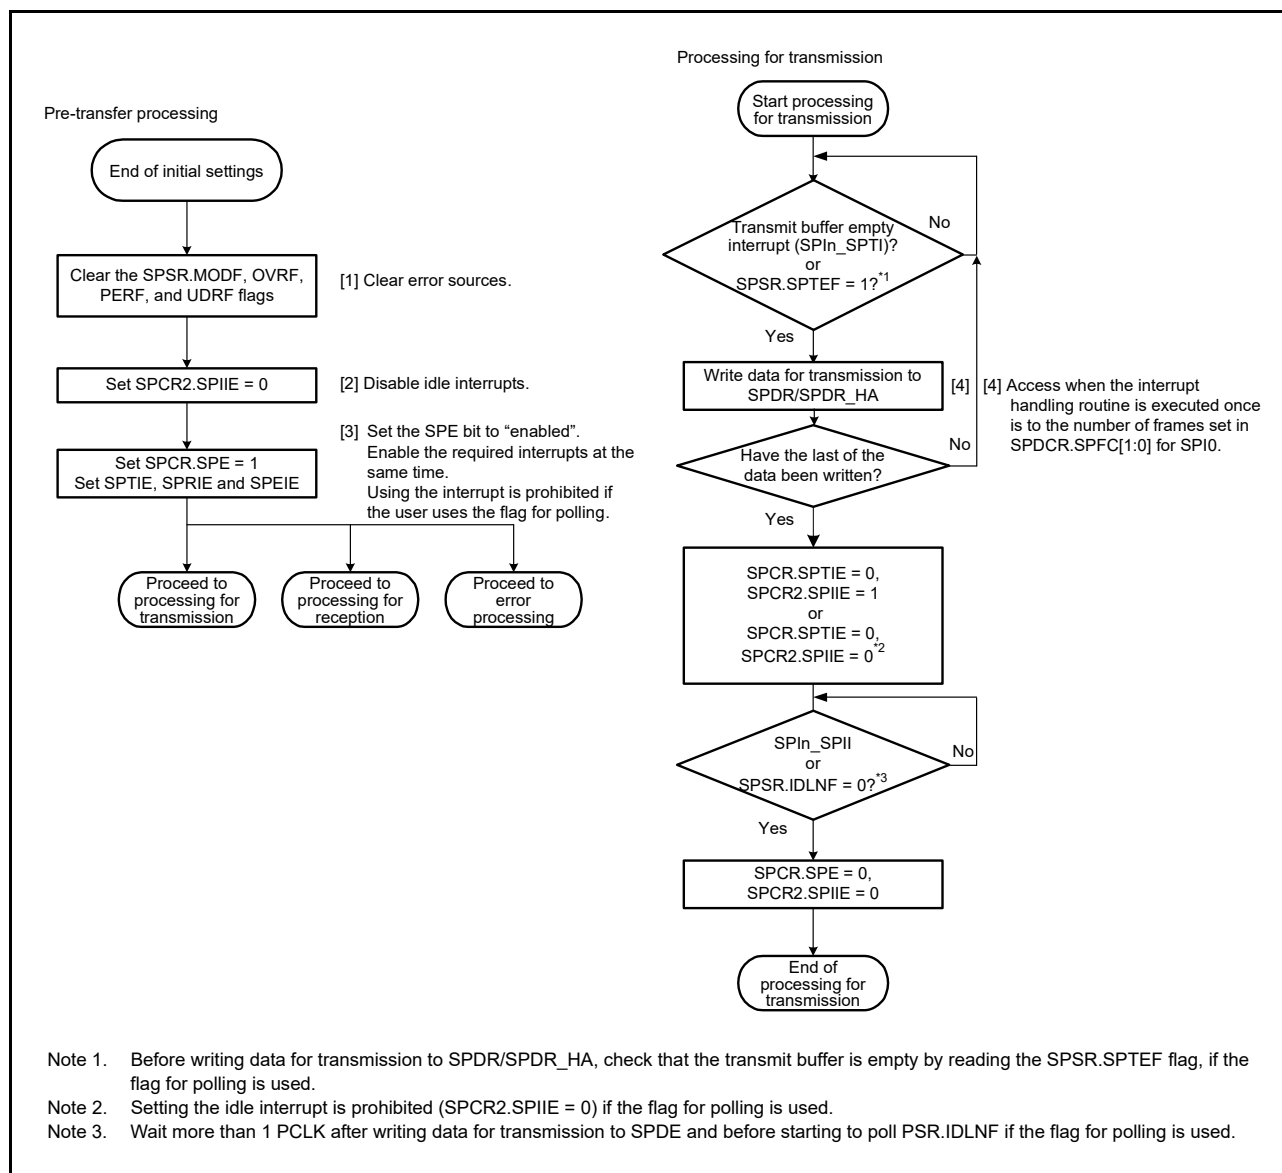 Pre-transfer processing
End of initial settings
Clear the SPSR.MODF, OVRF,
PERF, and UDRF flags
[1] Clear error sources.
Set SPCR2.SPIIE = 0
[2] Disable idle interrupts.
Set SPCR.SPE = 1
Set SPTIE, SPRIE and SPEIE
[3] Set the SPE bit to “enabled”.
Enable the required interrupts at the
same time.
Using the interrupt is prohibited if
the user uses the flag for polling.
Proceed to
processing for
transmission
Proceed to
processing for
reception
Proceed to
error
processing
Processing for transmission
Start processing
for transmission
Transmit buffer empty
interrupt (SPIn_SPTI)?
or
SPSR.SPTEF = 1?*1
No
Yes
Write data for transmission to
SPDR/SPDR_HA
[4]
[4] Access when the interrupt
handling routine is executed once
is to the number of frames set in
SPDCR.SPFC[1:0] for SPI0.
Have the last of the
data been written?
No
Yes
SPCR.SPTIE = 0,
SPCR2.SPIIE = 1
or
SPCR.SPTIE = 0,
SPCR2.SPIIE = 0*2
SPIn_SPII
or
SPSR.IDLNF = 0?*3
No
Yes
SPCR.SPE = 0,
SPCR2.SPIIE = 0
End of
processing for
transmission
Note 1. Before writing data for transmission to SPDR/SPDR_HA, check that the transmit buffer is empty by reading the SPSR.SPTEF flag, if the
flag for polling is used.
Note 2. Setting the idle interrupt is prohibited (SPCR2.SPIIE = 0) if the flag for polling is used.
Note 3. Wait more than 1 PCLK after writing data for transmission to SPDE and before starting to poll PSR.IDLNF if the flag for polling is used.